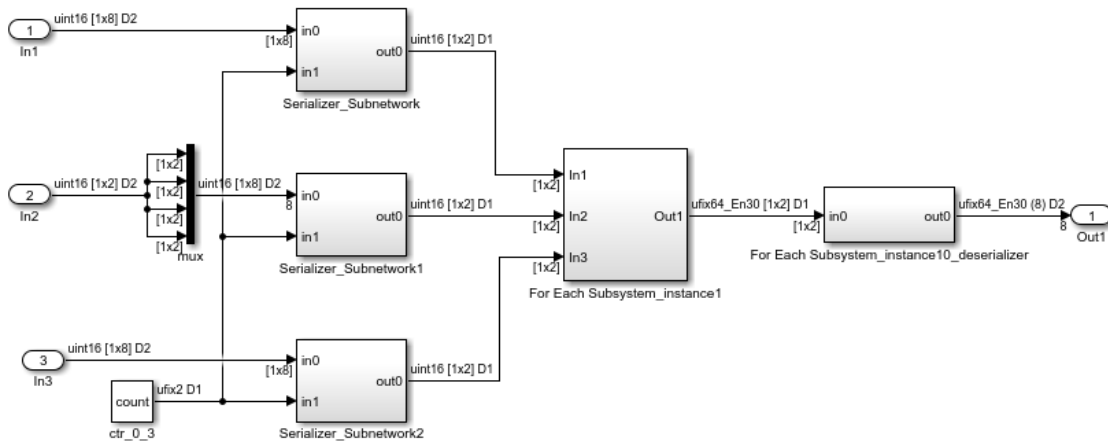 1
In1
uint16 [1x8] D2
in0
[1x8]
in1
out0
uint16 [1x2] D1
Serializer_Subnetwork
2
In2
uint16 [1x2] D2
[1x2]
[1x2]
[1x2]
[1x2]
mux
uint16 [1x8] D2
in0
8
in1
out0
uint16 [1x2] D1
Serializer_Subnetwork1
In1
[1x2]
In2
[1x2]
In3
[1x2]
Out1
For Each Subsystem_instance1
ufix64_En30 [1x2] D1
in0
[1x2]
out0
For Each Subsystem_instance10_deserializer
ufix64_En30 (8) D2
8
1
Out1
3
In3
uint16 [1x8] D2
in0
[1x8]
in1
out0
uint16 [1x2] D1
Serializer_Subnetwork2
count
ufix2 D1
ctr_0_3